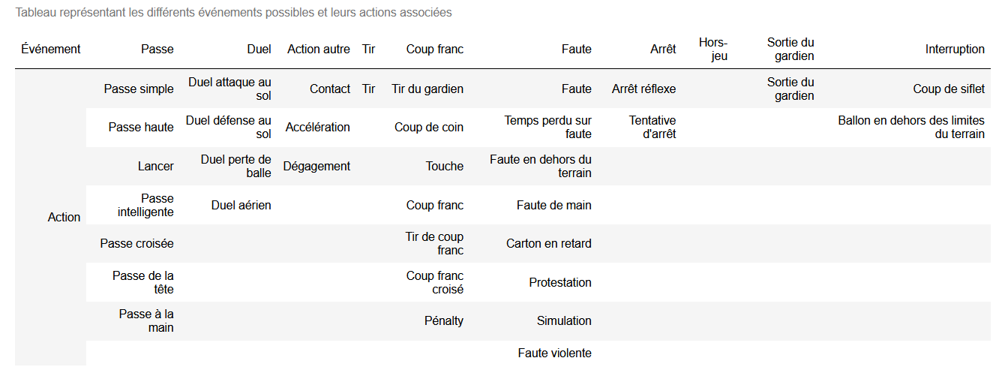 Tableau représentant les différents événements possibles et leurs actions associées
Événement Passe Duel Action autre Tir Coup franc Faute Arrêt Hors-jeu Sortie du gardien Interruption
Action
Passe simple Duel attaque au sol Contact Tir Tir du gardien Faute Arrêt réflexe Sortie du gardien Coup de siflet
Passe haute Duel défense au sol Accélération Coup de coin Temps perdu sur faute Tentative d'arrêt Ballon en dehors des limites du terrain
Lancer Duel perte de balle Dégagement Touche Faute en dehors du terrain
Passe intelligente Duel aérien Coup franc Faute de main
Passe croisée Tir de coup franc Carton en retard
Passe de la tête Coup franc croisé Protestation
Passe à la main Pénalty Simulation
Faute violente